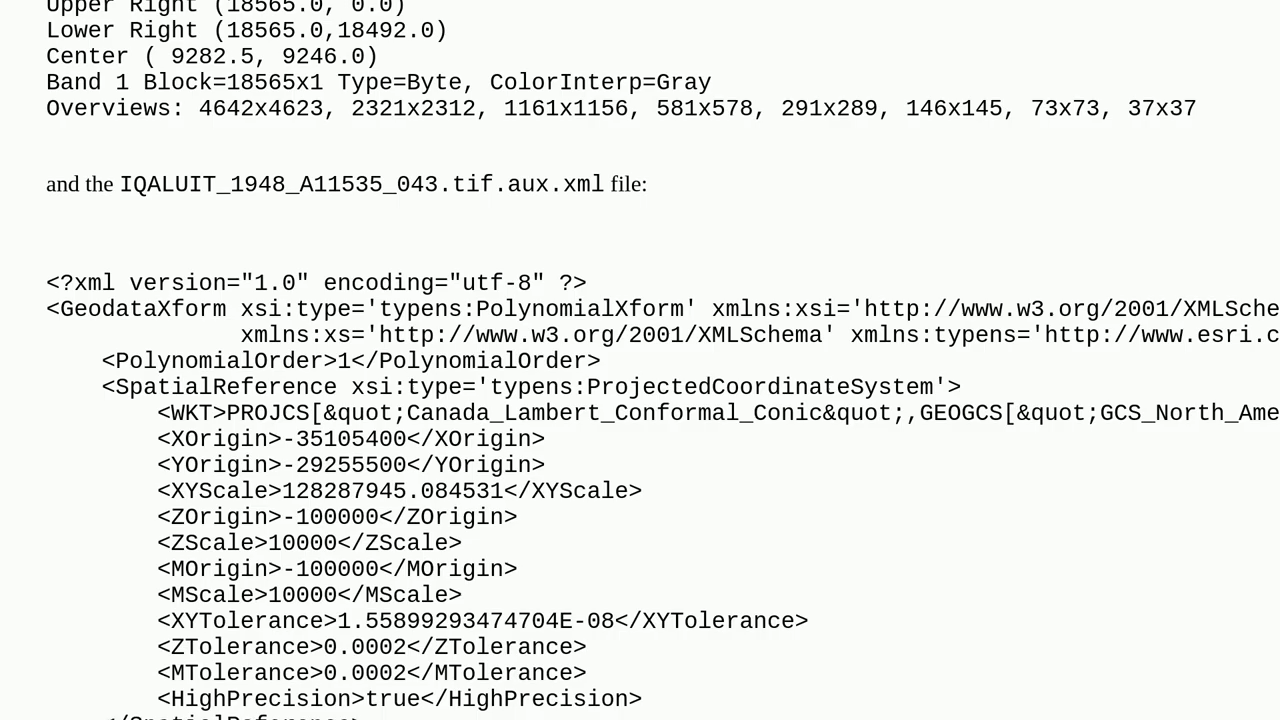 Upper Right (18565.0, 0.0)
Lower Right (18565.0,18492.0)
Center ( 9282.5, 9246.0)
Band 1 Block=18565x1 Type=Byte, ColorInterp=Gray
Overviews: 4642x4623, 2321x2312, 1161x1156, 581x578, 291x289, 146x145, 73x73, 37x37
and the IQALUIT_1948_A11535_043.tif.aux.xml file:
<?xml version="1.0" encoding="utf-8" ?>
<GeodataXform xsi:type='typens:PolynomialXform' xmlns:xsi='http://www.w3.org/2001/XMLSche
xmlns:xs='http://www.w3.org/2001/XMLSchema' xmlns:typens='http://www.esri.c
<PolynomialOrder>1</PolynomialOrder>
<SpatialReference xsi:type='typens:ProjectedCoordinateSystem'>
<WKT>PROJCS[&quot;Canada_Lambert_Conformal_Conic&quot;,GEOGCS[&quot;GCS_North_Ame
<XOrigin>-35105400</XOrigin>
<YOrigin>-29255500</YOrigin>
<XYScale>128287945.084531</XYScale>
<ZOrigin>-100000</ZOrigin>
<ZScale>10000</ZScale>
<MOrigin>-100000</MOrigin>
<MScale>10000</MScale>
<XYTolerance>1.55899293474704E-08</XYTolerance>
<ZTolerance>0.0002</ZTolerance>
<MTolerance>0.0002</MTolerance>
<HighPrecision>true</HighPrecision>
</SpatialReference>